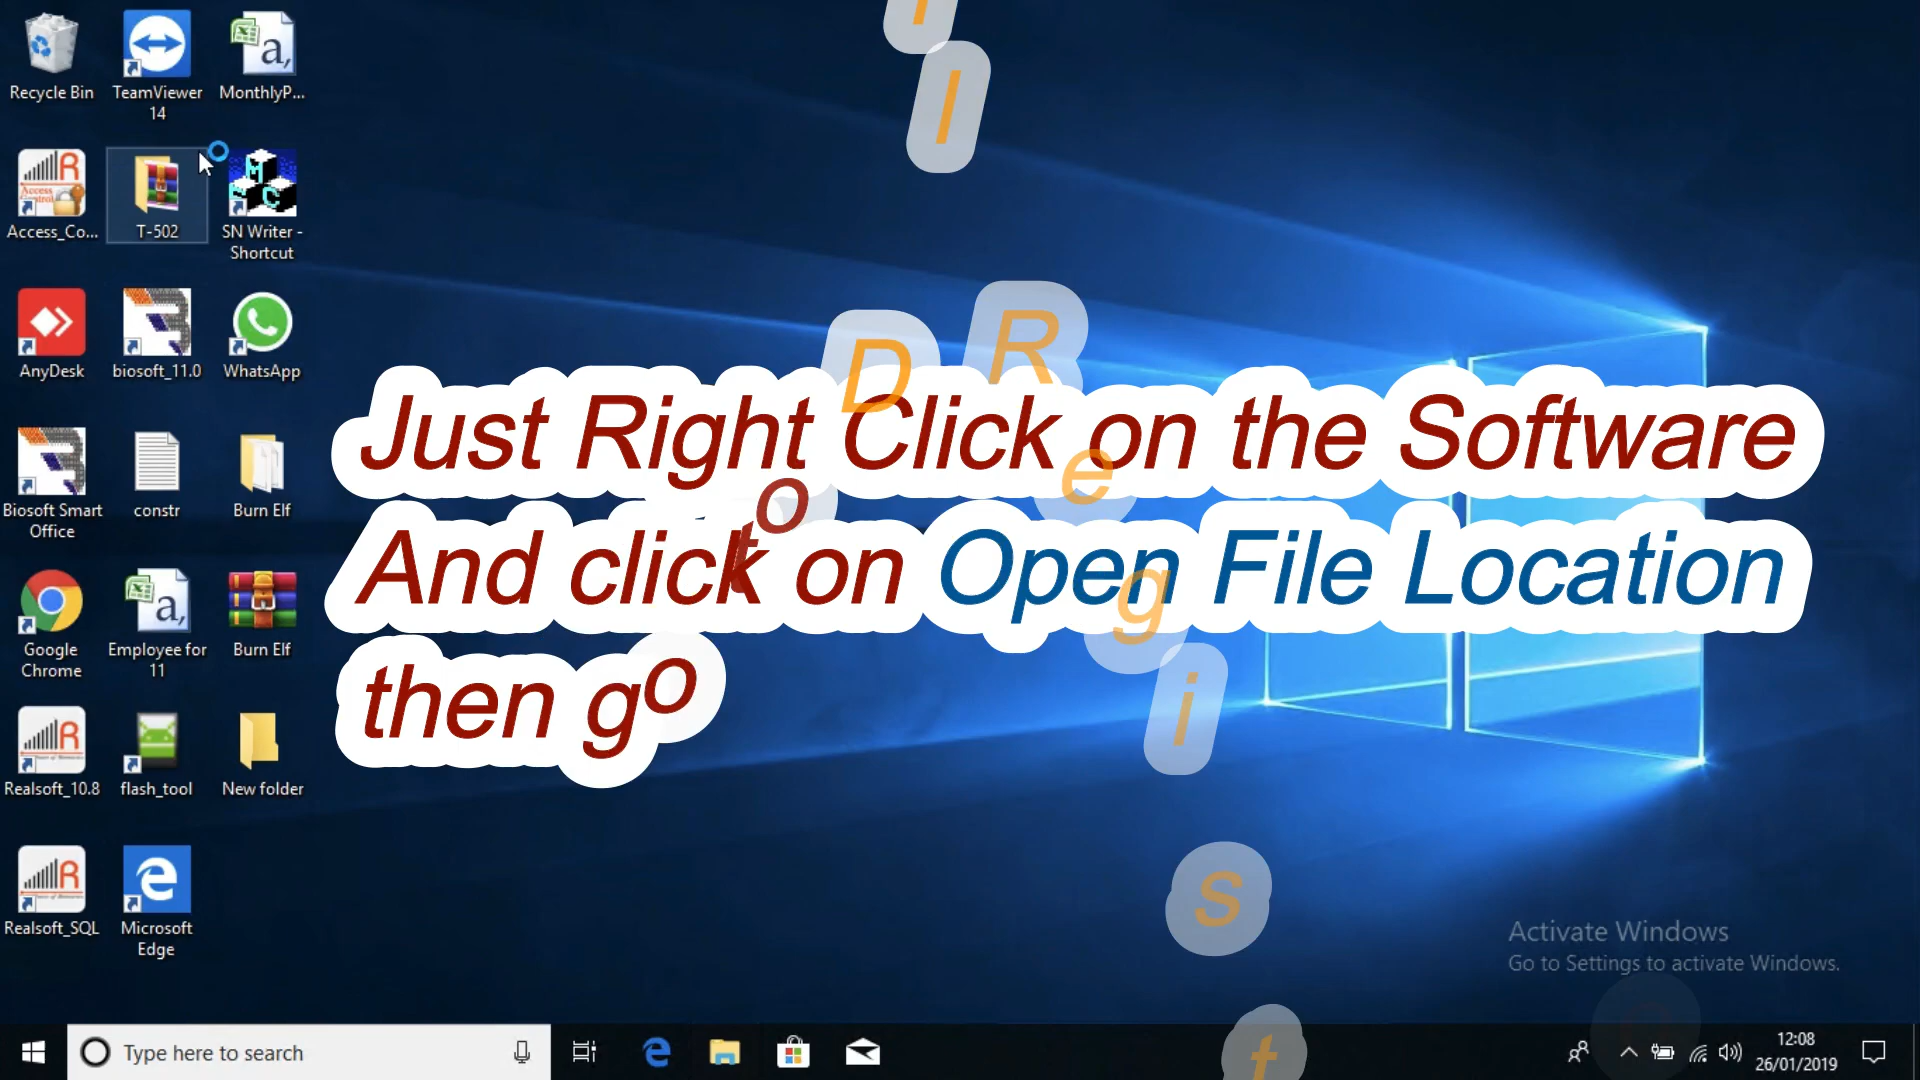 Recycle Bin
TeamViewer
14
MonthlyP...
Access_Co...
T-502
SN Writer -
Shortcut
AnyDesk
biosoft_11.0
WhatsApp
Biosoft Smart
Office
constr
Burn Elf
Google
Chrome
Employee for
11
Burn Elf
Realsoft_10.8
flash_tool
New folder
Realsoft_SQL
Microsoft
Edge
Just Right Click on the Software
And click on Open File Location
then go
to
D
l
l
R
e
g
i
s
t
Activate Windows
Go to Settings to activate Windows.
Type here to search
12:08
26/01/2019